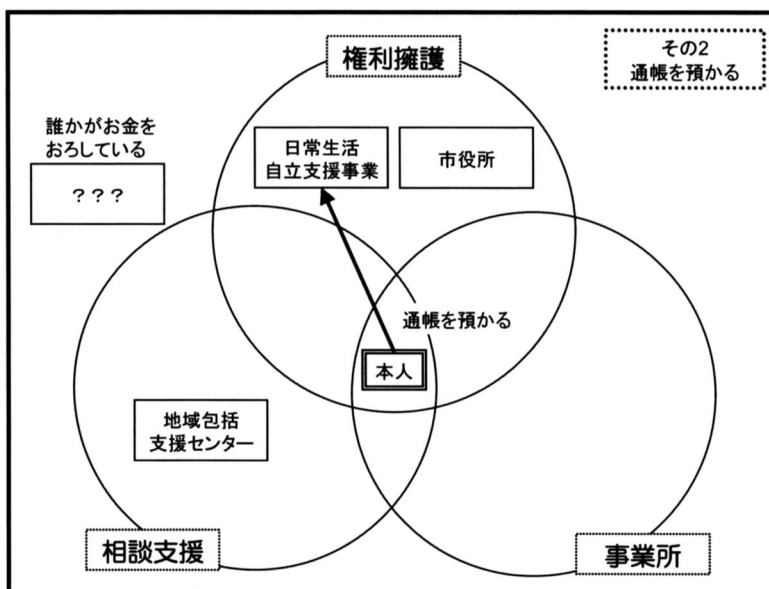 権利擁護
その2
通帳を預かる
誰かがお金を
おろしている
???
日常生活
自立支援事業
市役所
通帳を預かる
本人
地域包括
支援センター
相談支援
事業所